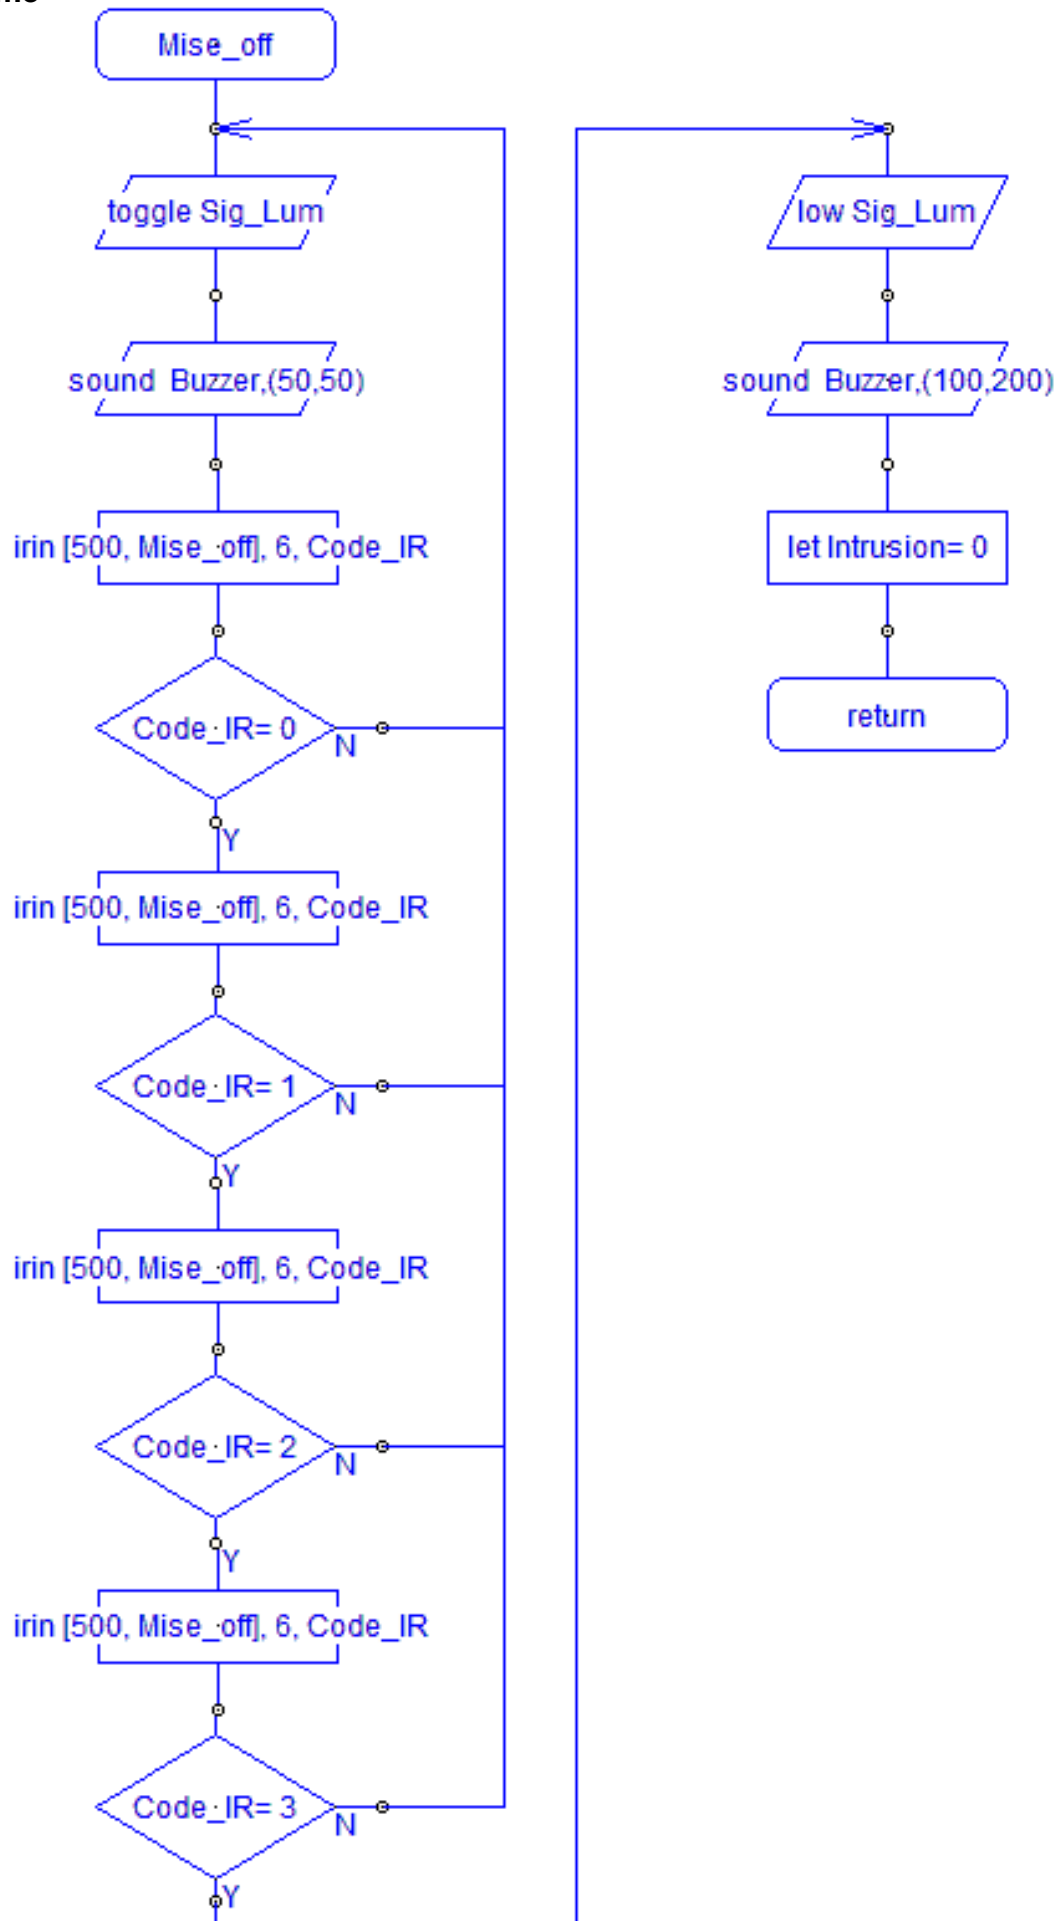 Mise_off
toggle Sig_Lum
sound Buzzer,(50,50)
irin [500, Mise_off], 6, Code_IR
Code_IR= 0
N
Y
irin [500, Mise_off], 6, Code_IR
Code_IR= 1
N
Y
irin [500, Mise_off], 6, Code_IR
Code_IR= 2
N
Y
irin [500, Mise_off], 6, Code_IR
Code_IR= 3
N
Y
low Sig_Lum
sound Buzzer,(100,200)
let Intrusion= 0
return